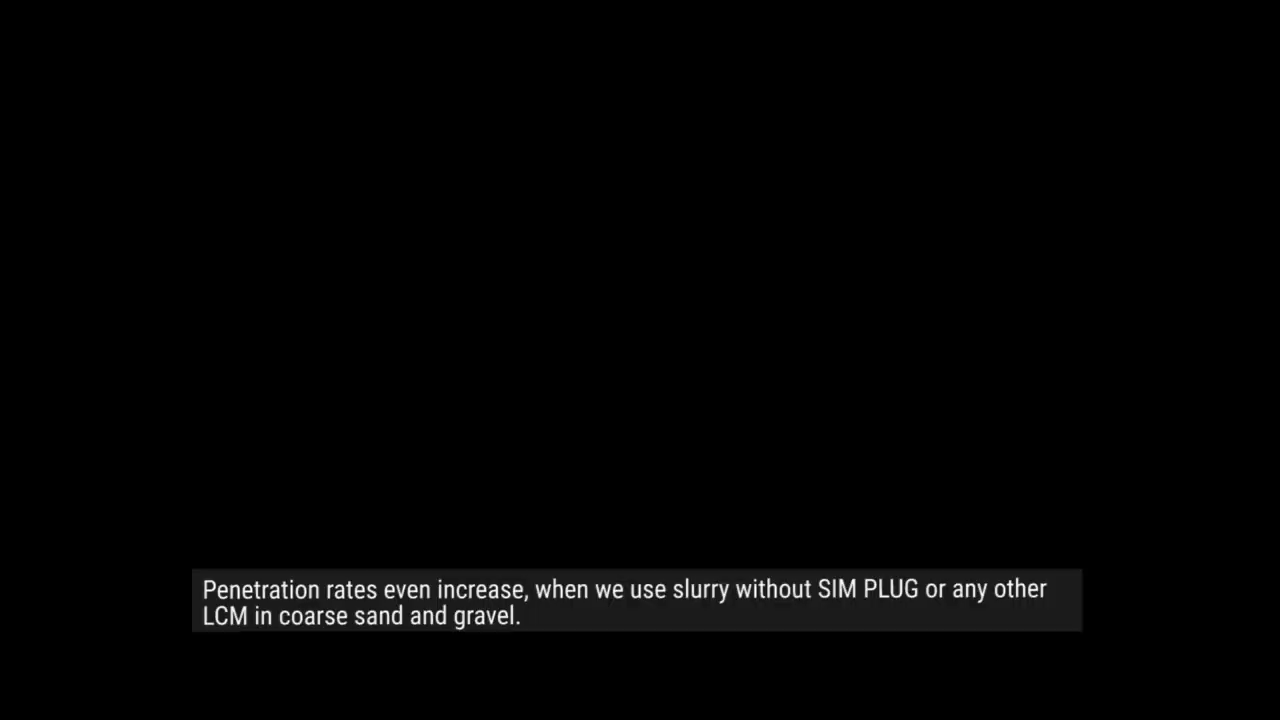 Penetration rates even increase, when we use slurry without SIM PLUG or any other
LCM in coarse sand and gravel.